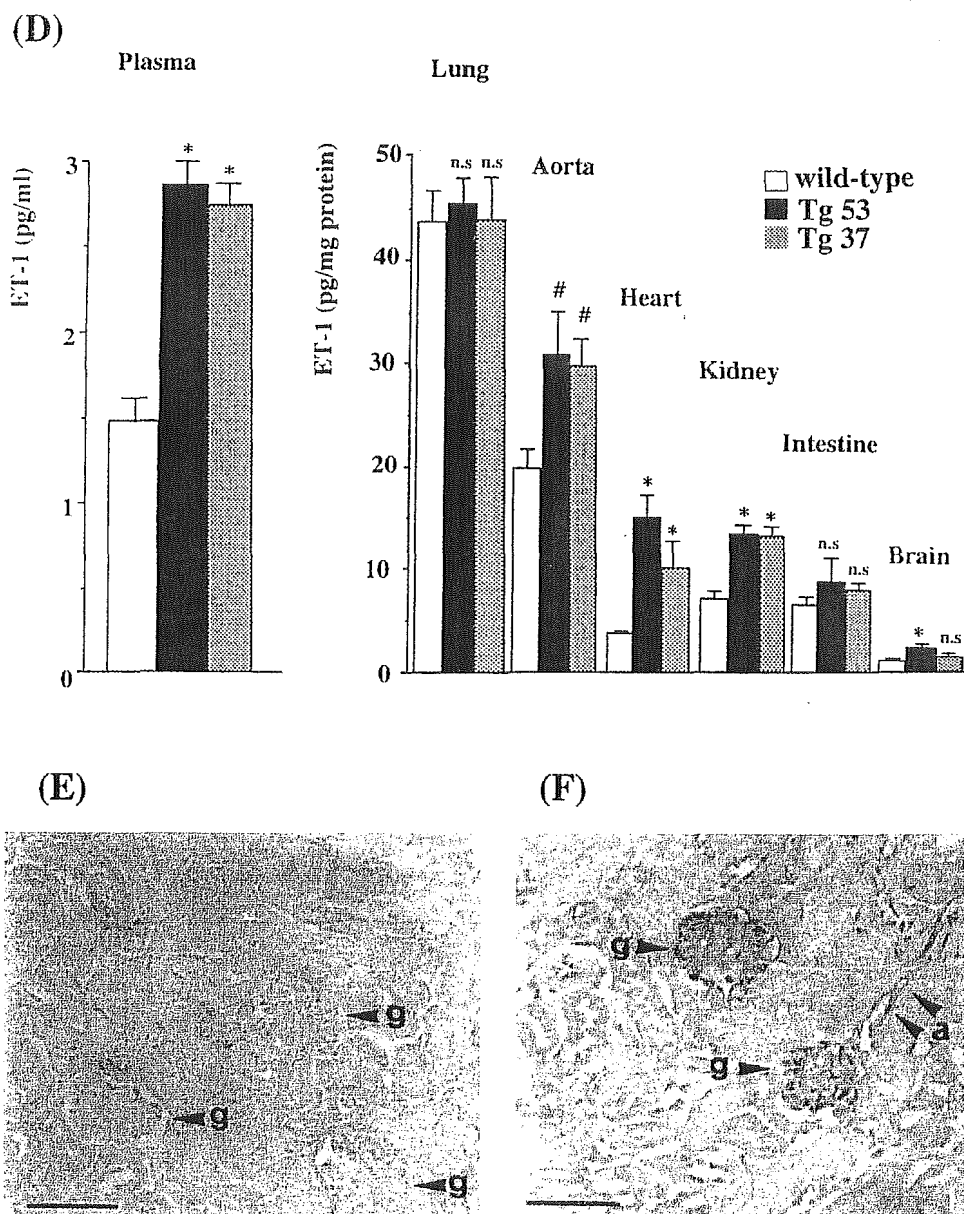 (D)
Plasma
Lung
Aorta
Heart
Kidney
Intestine
Brain
wild-type
Tg 53
Tg 37
ET-1 (pg/ml)
3
2
1
0
* *
ET-1 (pg/mg protein)
50
40
30
20
10
0
n.s n.s
# #
* *
* *
n.s n.s
* n.s
(E)
g
g
g
(F)
g
g
a